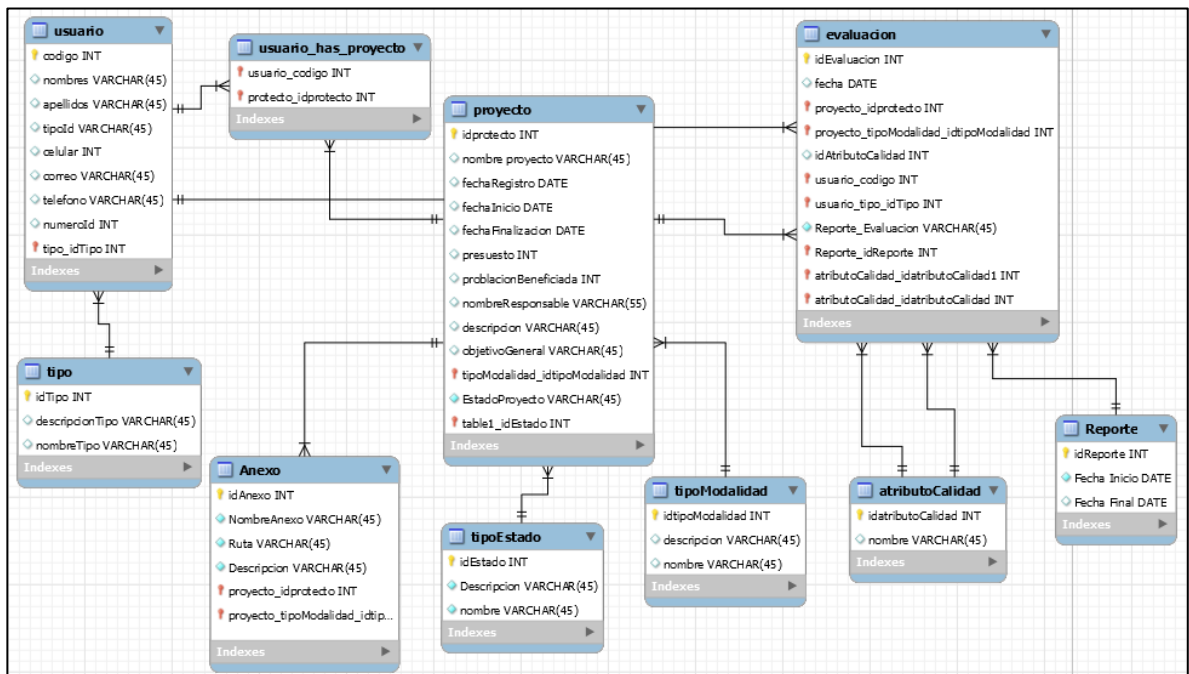 usuario
codigo INT
nombres VARCHAR(45)
apellidos VARCHAR(45)
tipoId VARCHAR(45)
celular INT
correo VARCHAR(45)
telefono VARCHAR(45)
numeroId INT
tipo_idTipo INT
Indexes
usuario_has_proyecto
usuario_codigo INT
protecto_idprotecto INT
Indexes
proyecto
idprotecto INT
nombre proyecto VARCHAR(45)
fechaRegistro DATE
fechaInicio DATE
fechaFinalizacion DATE
presuesto INT
problacionBeneficiada INT
nombreResponsable VARCHAR(55)
descripcion VARCHAR(45)
objetivoGeneral VARCHAR(45)
tipoModalidad_idtipoModalidad INT
EstadoProyecto VARCHAR(45)
table1_idEstado INT
Indexes
evaluacion
idEvaluacion INT
fecha DATE
proyecto_idprotecto INT
proyecto_tipoModalidad_idtipoModalidad INT
idAtributoCalidad INT
usuario_codigo INT
usuario_tipo_idTipo INT
Reporte_Evaluacion VARCHAR(45)
Reporte_idReporte INT
atributoCalidad_idatributoCalidad1 INT
atributoCalidad_idatributoCalidad INT
Indexes
tipo
idTipo INT
descripcionTipo VARCHAR(45)
nombreTipo VARCHAR(45)
Indexes
Anexo
idAnexo INT
NombreAnexo VARCHAR(45)
Ruta VARCHAR(45)
Descripcion VARCHAR(45)
proyecto_idprotecto INT
proyecto_tipoModalidad_idtip...
Indexes
tipoEstado
idEstado INT
Descripcion VARCHAR(45)
nombre VARCHAR(45)
Indexes
tipoModalidad
idtipoModalidad INT
descripcion VARCHAR(45)
nombre VARCHAR(45)
Indexes
atributoCalidad
idatributoCalidad INT
nombre VARCHAR(45)
Indexes
Reporte
idReporte INT
Fecha Inicio DATE
Fecha Final DATE
Indexes